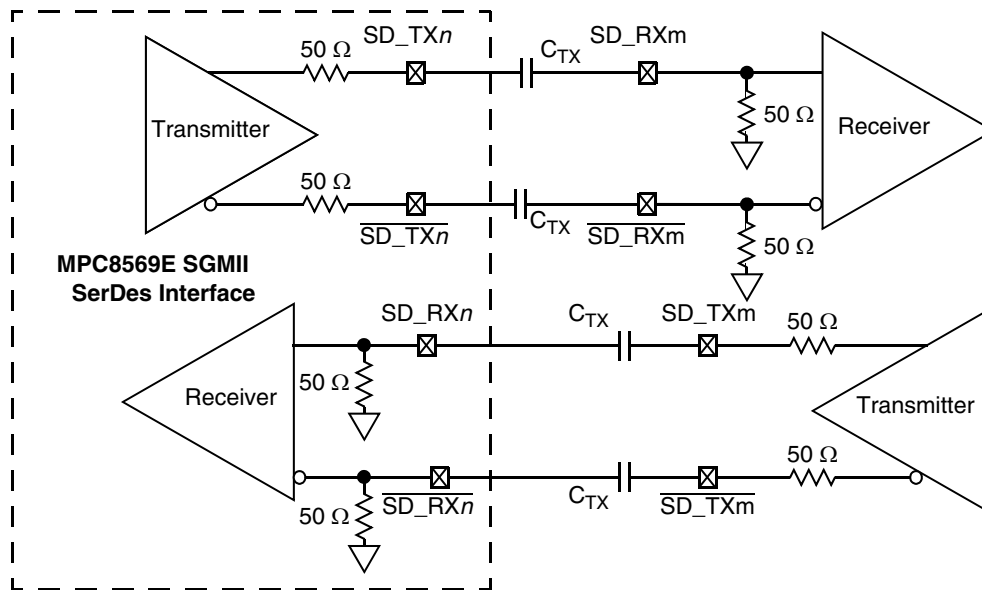 50 Ω
SD_TXn
C_TX
SD_RXm
50 Ω
Transmitter
Receiver
50 Ω
SD_TXn
C_TX
SD_RXm
50 Ω
MPC8569E SGMII
SerDes Interface
SD_RXn
C_TX
SD_TXm
50 Ω
50 Ω
Receiver
Transmitter
50 Ω
SD_RXn
C_TX
SD_TXm
50 Ω